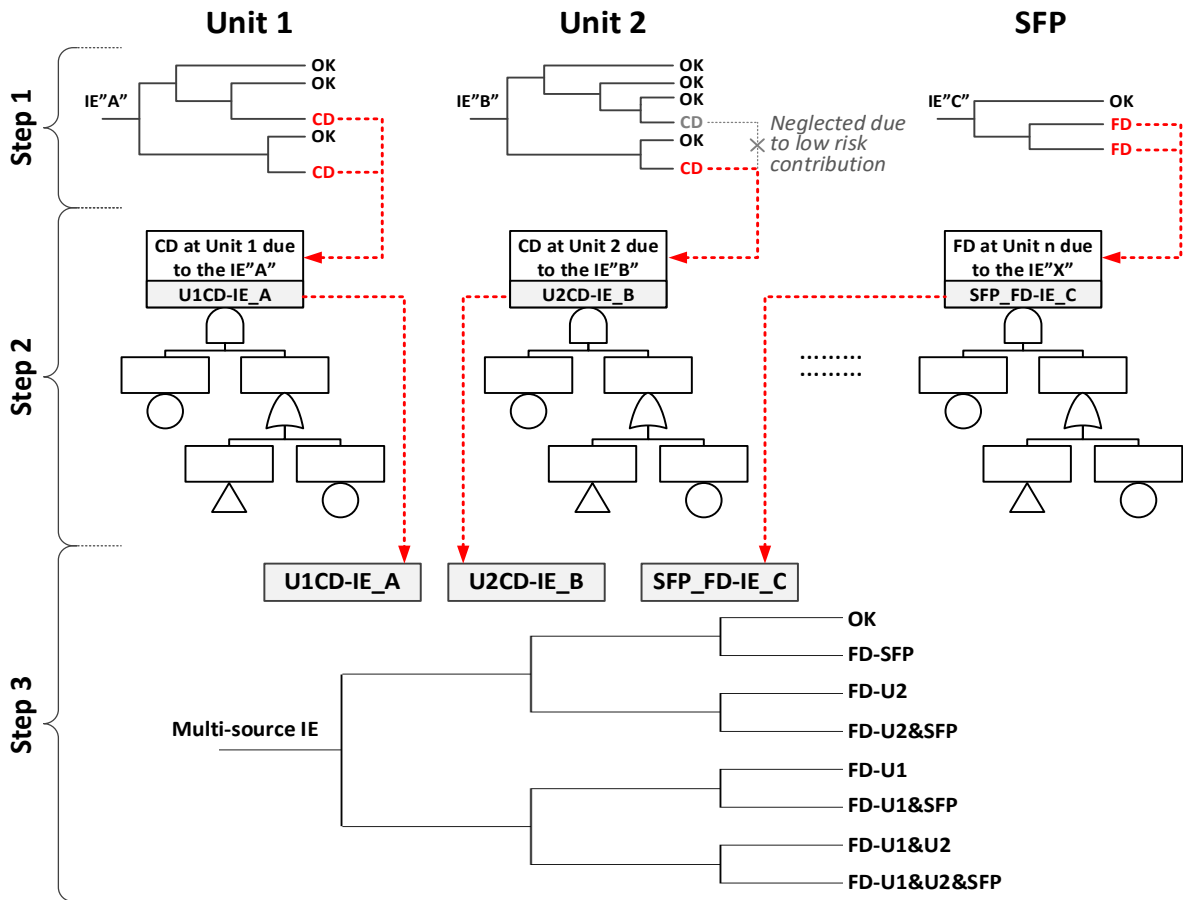 Unit 1
Unit 2
SFP
Step 1
IE”A”
OK
OK
CD
OK
CD
IE”B”
OK
OK
OK
CD
OK
CD
Neglected due
to low risk
contribution
IE”C”
OK
FD
FD
Step 2
CD at Unit 1 due
to the IE”A”
U1CD-IE_A
CD at Unit 2 due
to the IE”B”
U2CD-IE_B
FD at Unit n due
to the IE”X”
SFP_FD-IE_C
.........
.........
Step 3
U1CD-IE_A
U2CD-IE_B
SFP_FD-IE_C
Multi-source IE
OK
FD-SFP
FD-U2
FD-U2&SFP
FD-U1
FD-U1&SFP
FD-U1&U2
FD-U1&U2&SFP